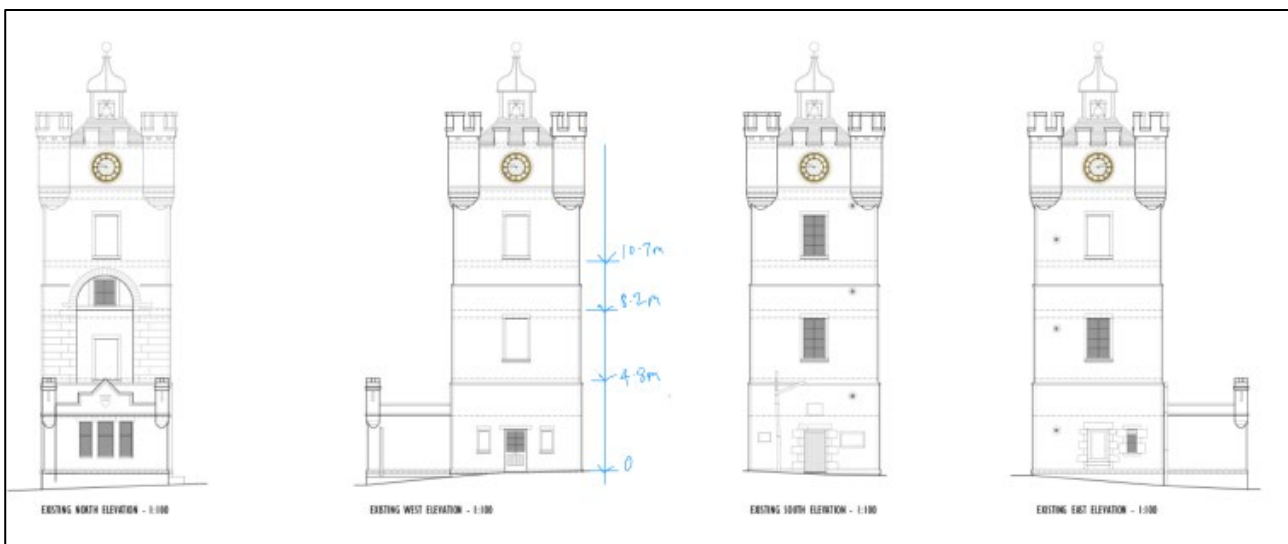 10.7m
8.2m
4.8m
0
EXISTING NORTH ELEVATION - 1:100
EXISTING WEST ELEVATION - 1:100
EXISTING SOUTH ELEVATION - 1:100
EXISTING EAST ELEVATION - 1:100